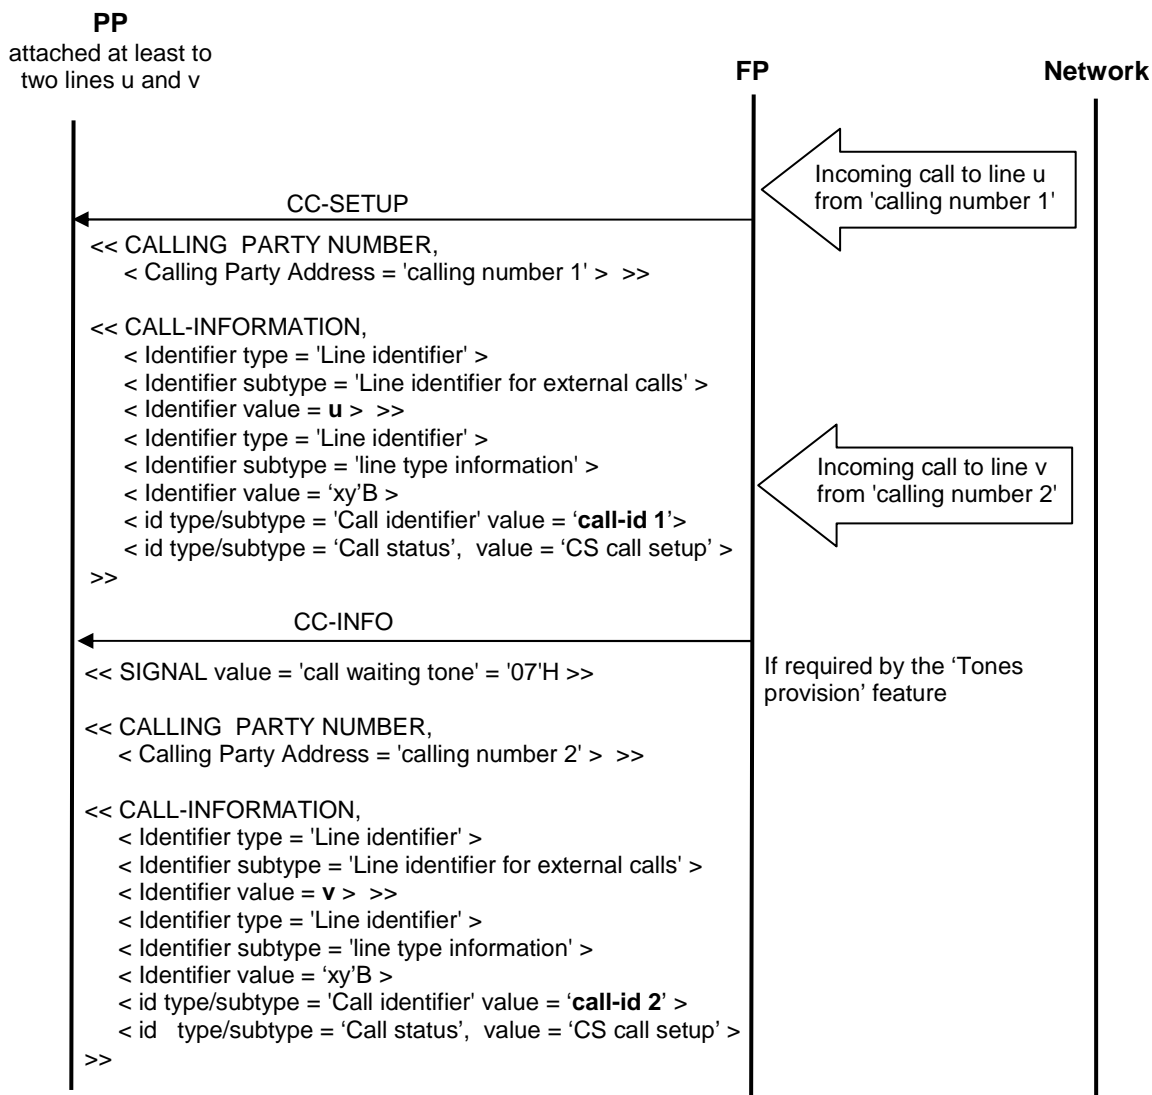 PP
attached at least to
two lines u and v
FP
Network
Incoming call to line u
from 'calling number 1'
CC-SETUP
<< CALLING  PARTY NUMBER,
< Calling Party Address = 'calling number 1' >  >>
<< CALL-INFORMATION,
< Identifier type = 'Line identifier' >
< Identifier subtype = 'Line identifier for external calls' >
< Identifier value = u >  >>
< Identifier type = 'Line identifier' >
< Identifier subtype = 'line type information' >
< Identifier value = ‘xy’B >
< id type/subtype = 'Call identifier' value = ‘call-id 1’>
< id type/subtype = ‘Call status’,  value = ‘CS call setup’ >
>>
Incoming call to line v
from 'calling number 2'
CC-INFO
<< SIGNAL value = 'call waiting tone' = '07'H >>
If required by the ‘Tones
provision’ feature
<< CALLING  PARTY NUMBER,
< Calling Party Address = 'calling number 2' >  >>
<< CALL-INFORMATION,
< Identifier type = 'Line identifier' >
< Identifier subtype = 'Line identifier for external calls' >
< Identifier value = v >  >>
< Identifier type = 'Line identifier' >
< Identifier subtype = 'line type information' >
< Identifier value = ‘xy’B >
< id type/subtype = 'Call identifier' value = ‘call-id 2’ >
< id   type/subtype = ‘Call status’,  value = ‘CS call setup’ >
>>